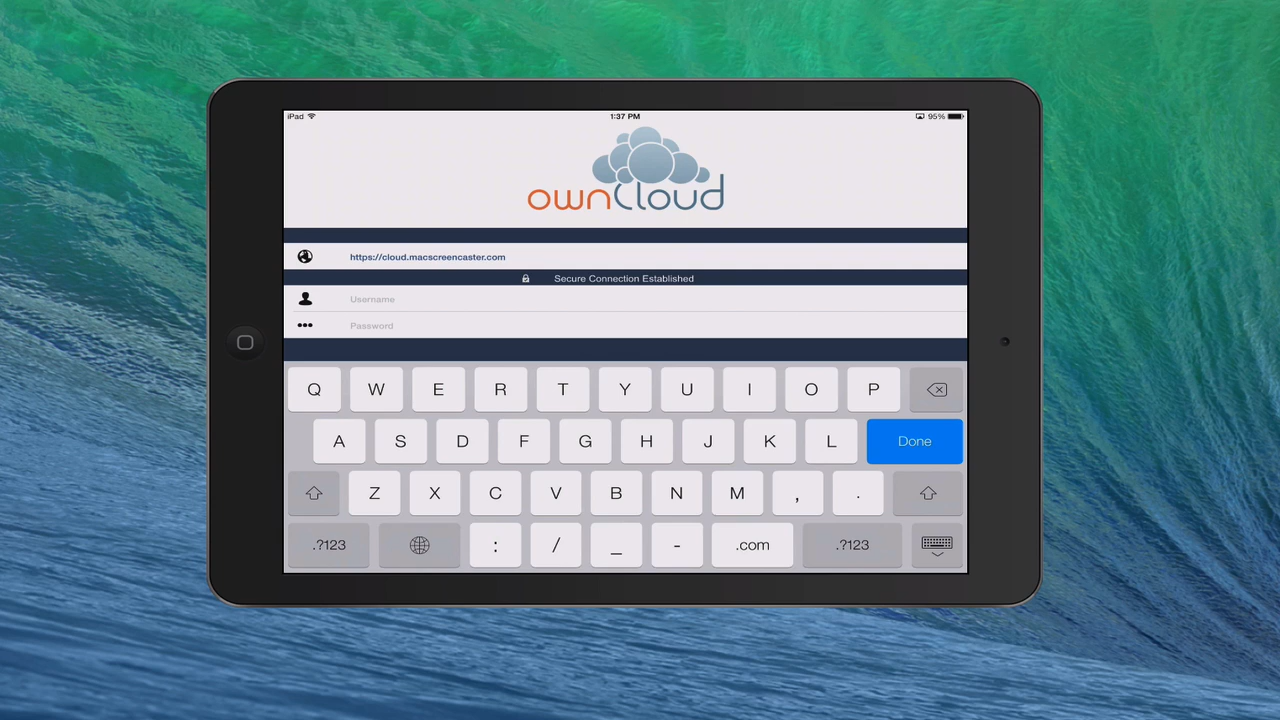 iPad 1:37 PM 95%
ownCloud
https://cloud.macscreencaster.com
Secure Connection Established
Username
Password
Q W E R T Y U I O P
A S D F G H J K L Done
Z X C V B N M , .
.?123 : / _ - .com .?123